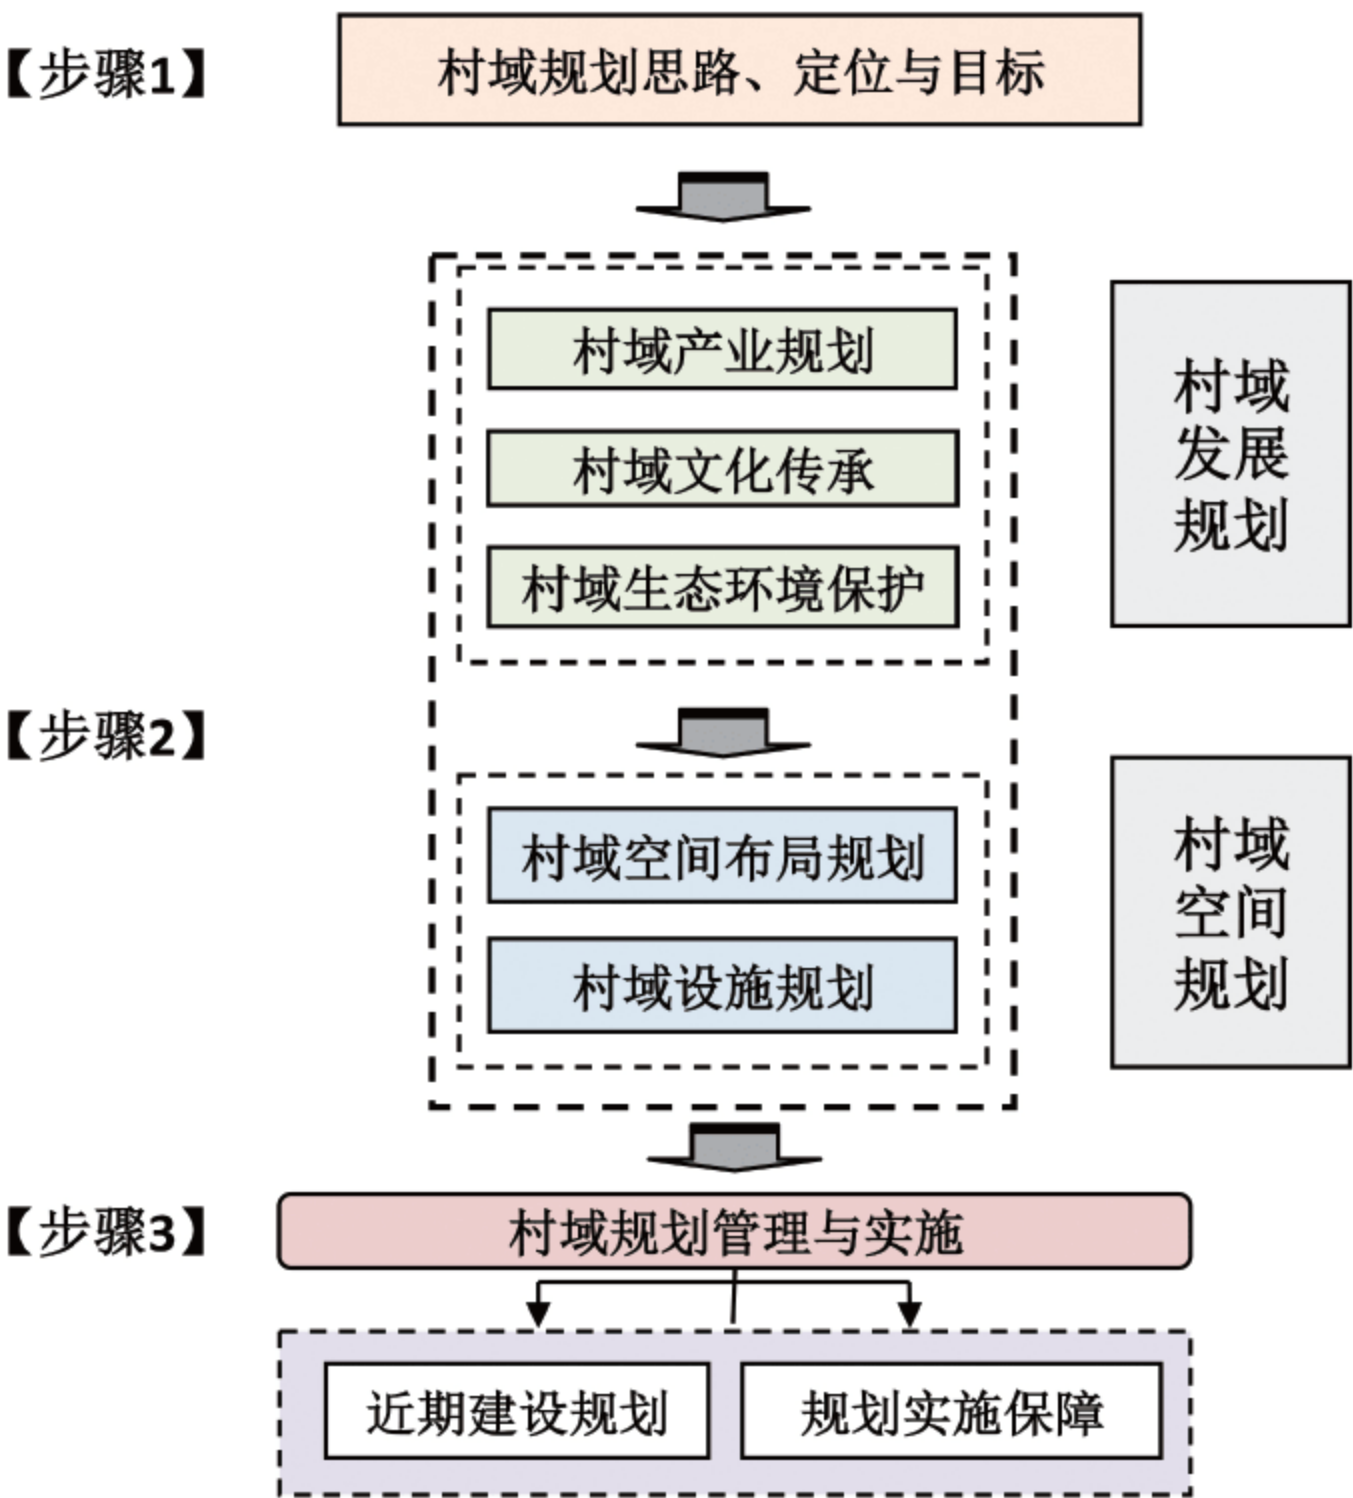 【步骤1】
村域规划思路、定位与目标
村域产业规划
村域文化传承
村域生态环境保护
村域
发展
规划
【步骤2】
村域空间布局规划
村域设施规划
村域
空间
规划
【步骤3】
村域规划管理与实施
近期建设规划
规划实施保障